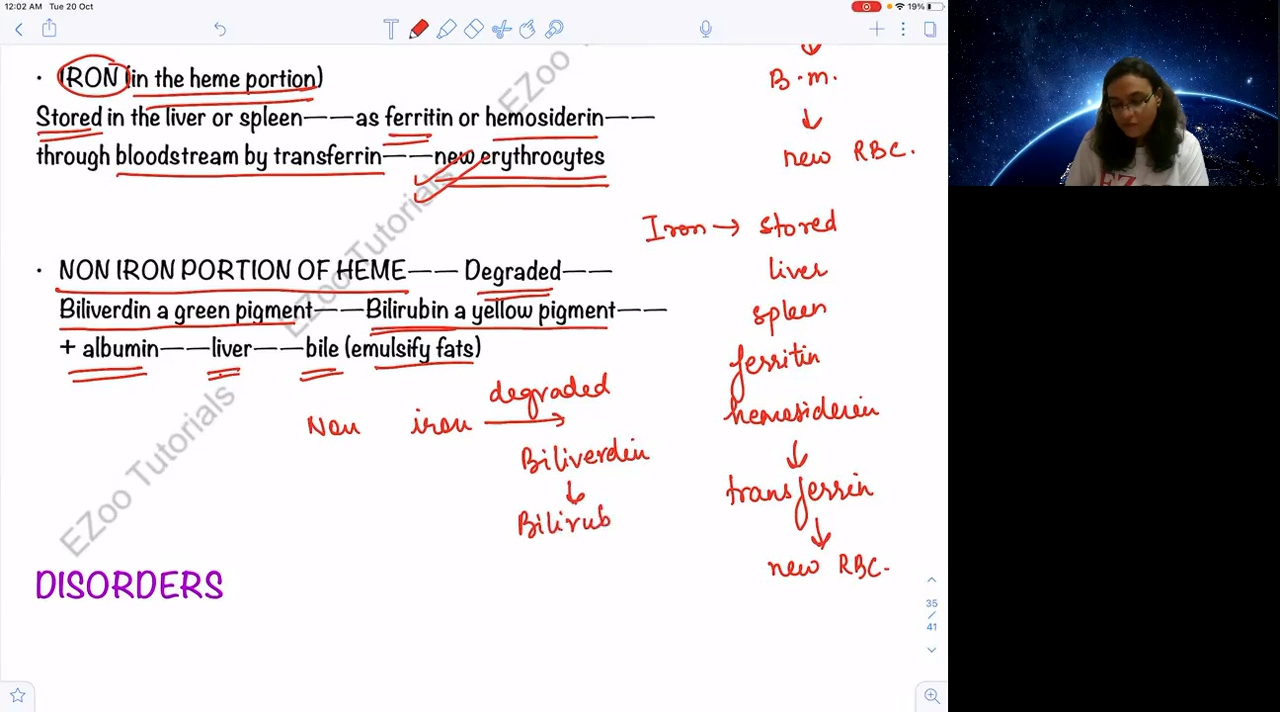 12:02 AM Tue 20 Oct
19%
B.m.
new RBC.
· IRON (in the heme portion)
Stored in the liver or spleen——as ferritin or hemosiderin——
through bloodstream by transferrin——new erythrocytes
Iron → stored
liver
spleen
ferritin
hemosiderin
transferrin
new RBC.
· NON IRON PORTION OF HEME—— Degraded——
Biliverdin a green pigment——Bilirubin a yellow pigment——
+ albumin——liver——bile (emulsify fats)
Non iron degraded
Biliverdin
Bilirub
DISORDERS
35
/
41
EZoo
EZoo Tutorials
EZoo Tutorials
EZoo